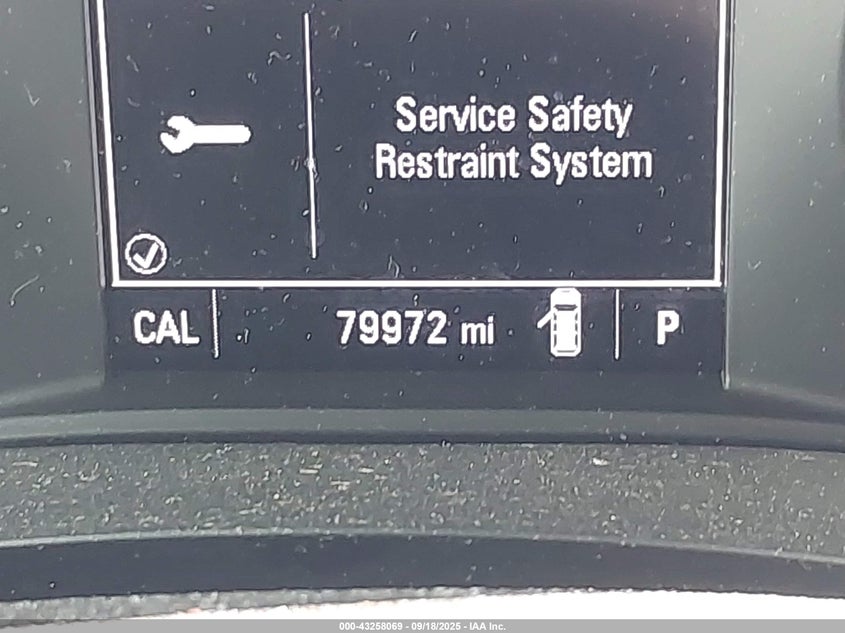 Service Safety
Restraint System
CAL 79972 mi P
000-43258069 - 09/18/2025 - IAA Inc.